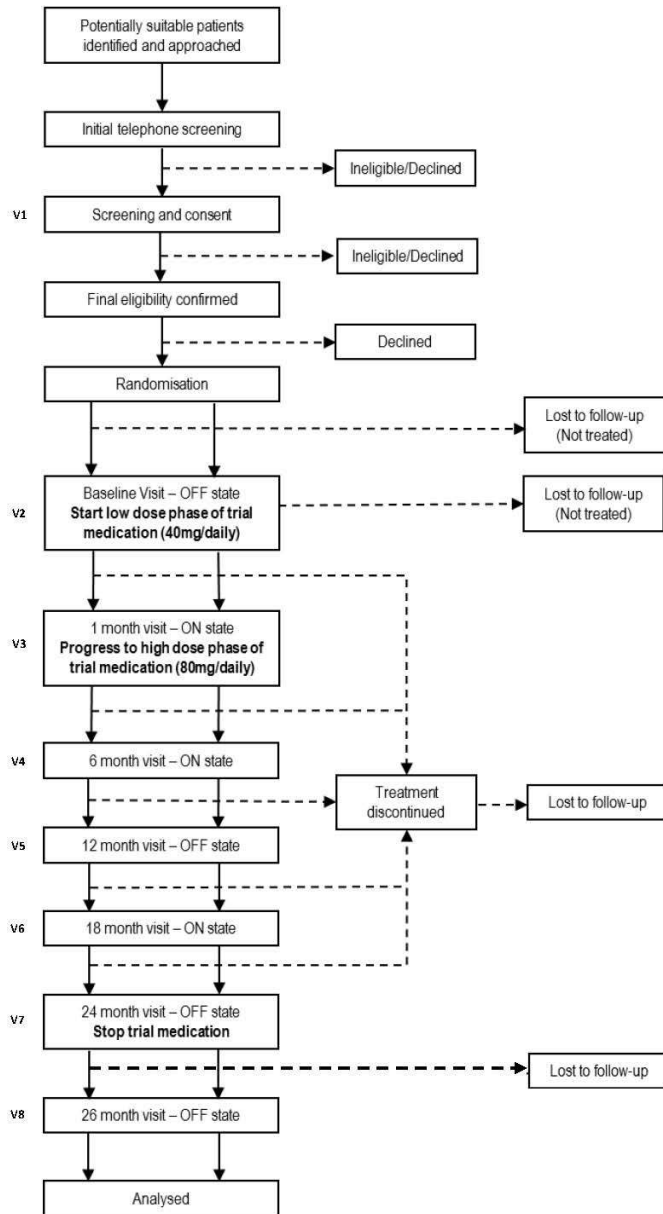 Potentially suitable patients
identified and approached
Initial telephone screening
Ineligible/Declined
V1
Screening and consent
Ineligible/Declined
Final eligibility confirmed
Declined
Randomisation
Lost to follow-up
(Not treated)
V2
Baseline Visit – OFF state
Start low dose phase of trial
medication (40mg/daily)
Lost to follow-up
(Not treated)
V3
1 month visit – ON state
Progress to high dose phase of
trial medication (80mg/daily)
V4
6 month visit – ON state
Treatment
discontinued
Lost to follow-up
V5
12 month visit – OFF state
V6
18 month visit – ON state
V7
24 month visit – OFF state
Stop trial medication
Lost to follow-up
V8
26 month visit – OFF state
Analysed